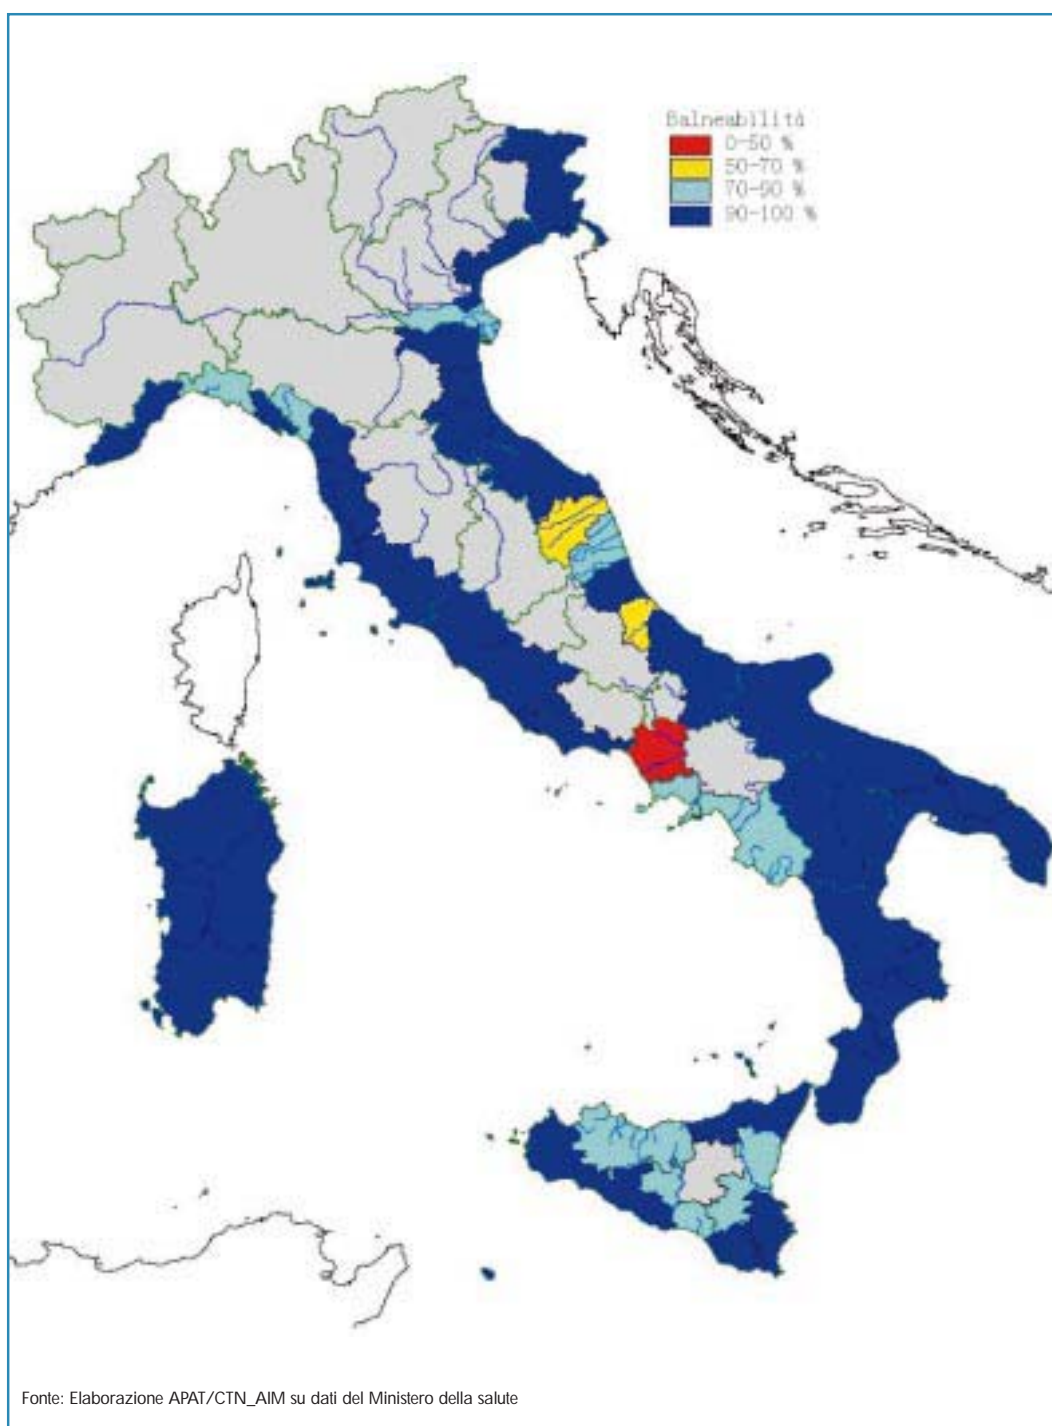 Balneabilità
0-50 %
50-70 %
70-90 %
90-100 %
Fonte: Elaborazione APAT/CTN_AIM su dati del Ministero della salute